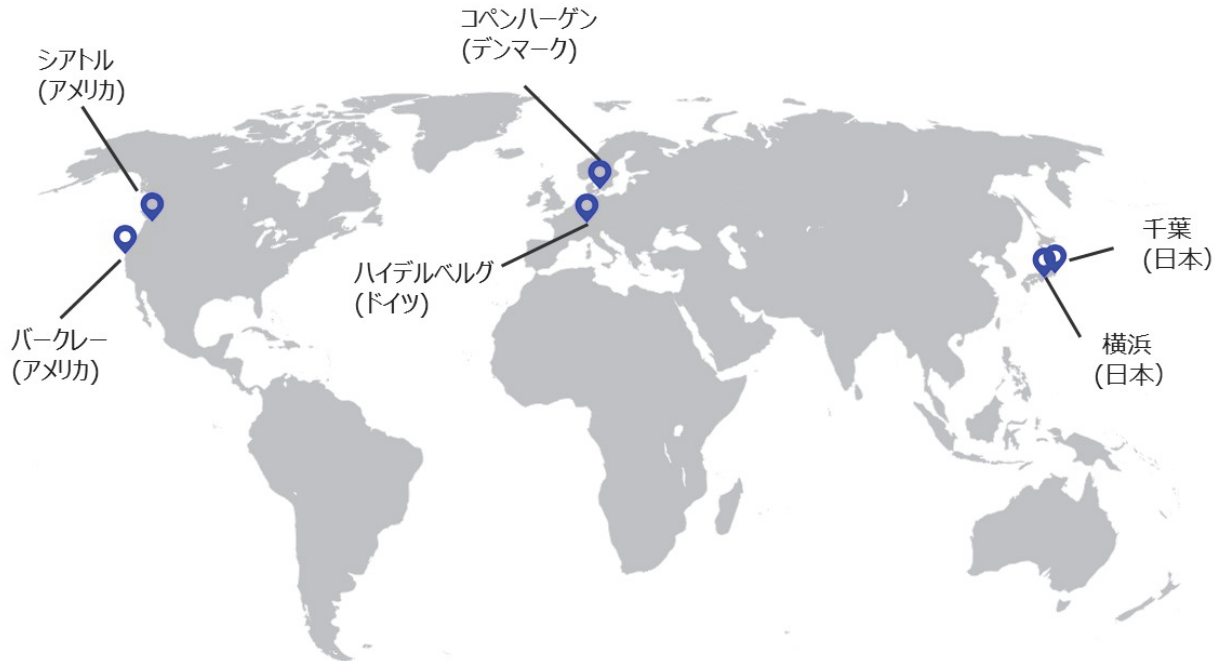 コペンハーゲン
(デンマーク)
シアトル
(アメリカ)
千葉
(日本)
ハイデルベルグ
(ドイツ)
バークレー
(アメリカ)
横浜
(日本)